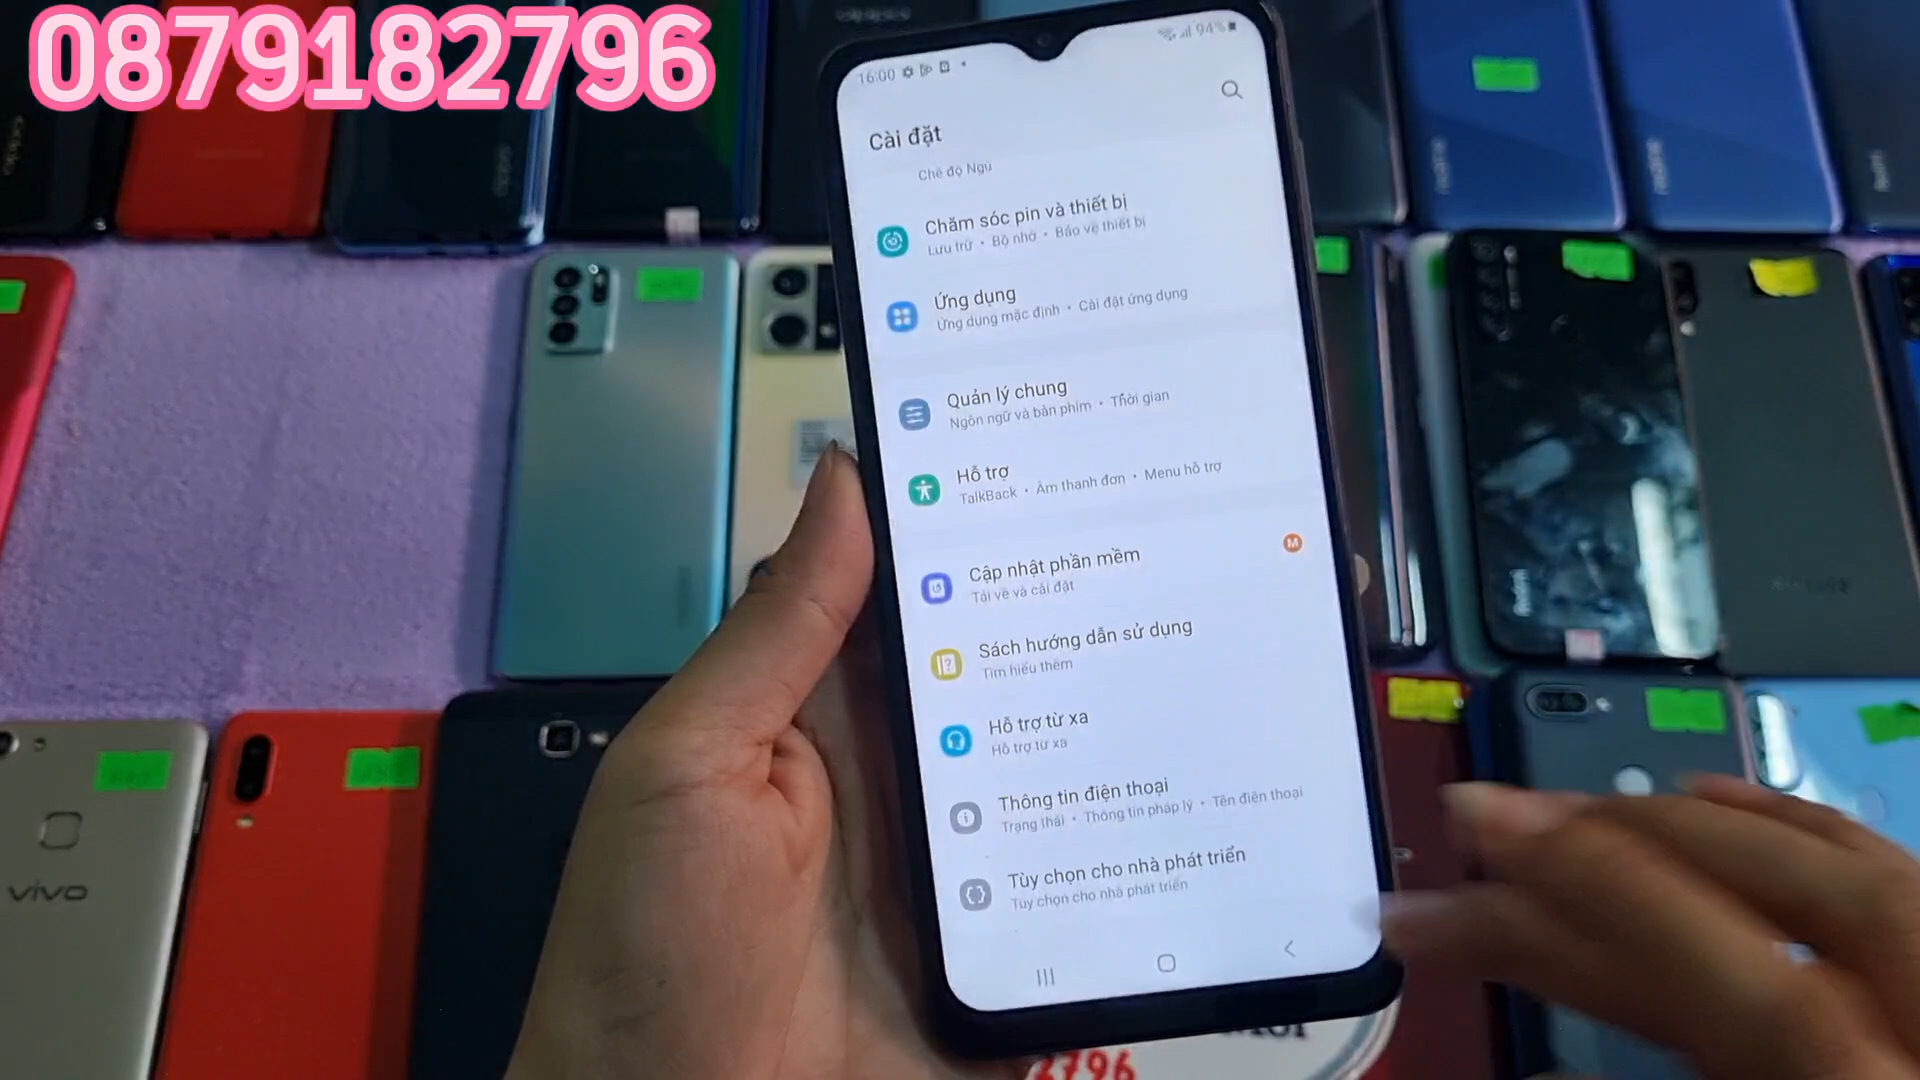 0879182796
16:00
94%
Cài đặt
Chế độ Ngủ
Chăm sóc pin và thiết bị
Lưu trữ • Bộ nhớ • Bảo vệ thiết bị
Ứng dụng
Ứng dụng mặc định • Cài đặt ứng dụng
Quản lý chung
Ngôn ngữ và bàn phím • Thời gian
Hỗ trợ
TalkBack • Âm thanh đơn • Menu hỗ trợ
Cập nhật phần mềm
M
Tải về và cài đặt
Sách hướng dẫn sử dụng
Tìm hiểu thêm
Hỗ trợ từ xa
Hỗ trợ từ xa
Thông tin điện thoại
Trạng thái • Thông tin pháp lý • Tên điện thoại
Tùy chọn cho nhà phát triển
Tùy chọn cho nhà phát triển
vivo
2796